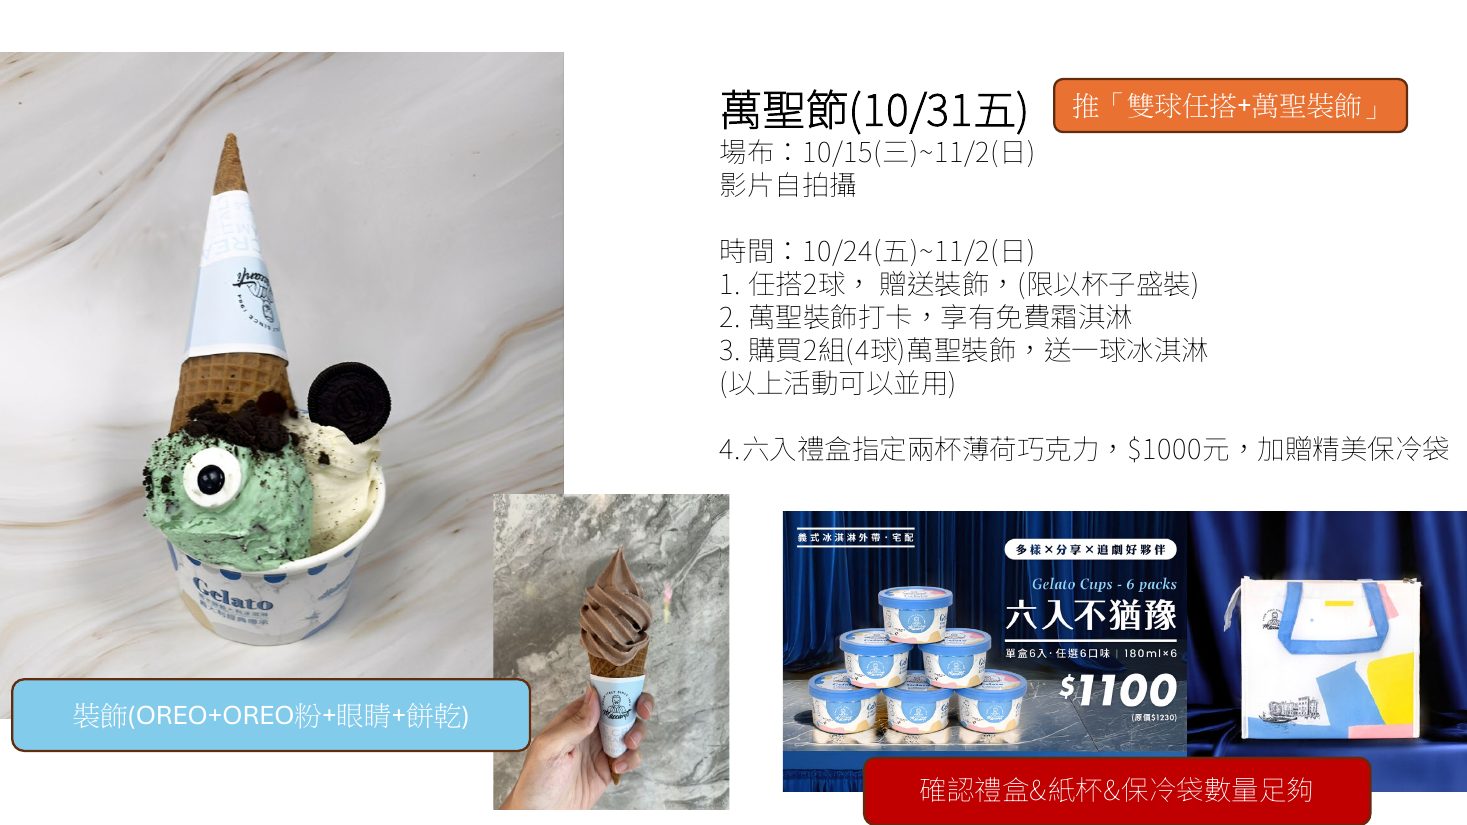 萬聖節(10/31五)
推「雙球任搭+萬聖裝飾」
場布：10/15(三)~11/2(日)
影片自拍攝
時間：10/24(五)~11/2(日)
1. 任搭2球， 贈送裝飾，(限以杯子盛裝)
2. 萬聖裝飾打卡，享有免費霜淇淋
3. 購買2組(4球)萬聖裝飾，送一球冰淇淋
(以上活動可以並用)
4.六入禮盒指定兩杯薄荷巧克力，$1000元，加贈精美保冷袋
Gelato
裝飾(OREO+OREO粉+眼睛+餅乾)
義式冰淇淋外帶·宅配
多樣×分享×追劇好夥伴
Gelato Cups - 6 packs
六入不猶豫
單盒6入·任選6口味｜180ml×6
$1100
(原價$1230)
確認禮盒&紙杯&保冷袋數量足夠